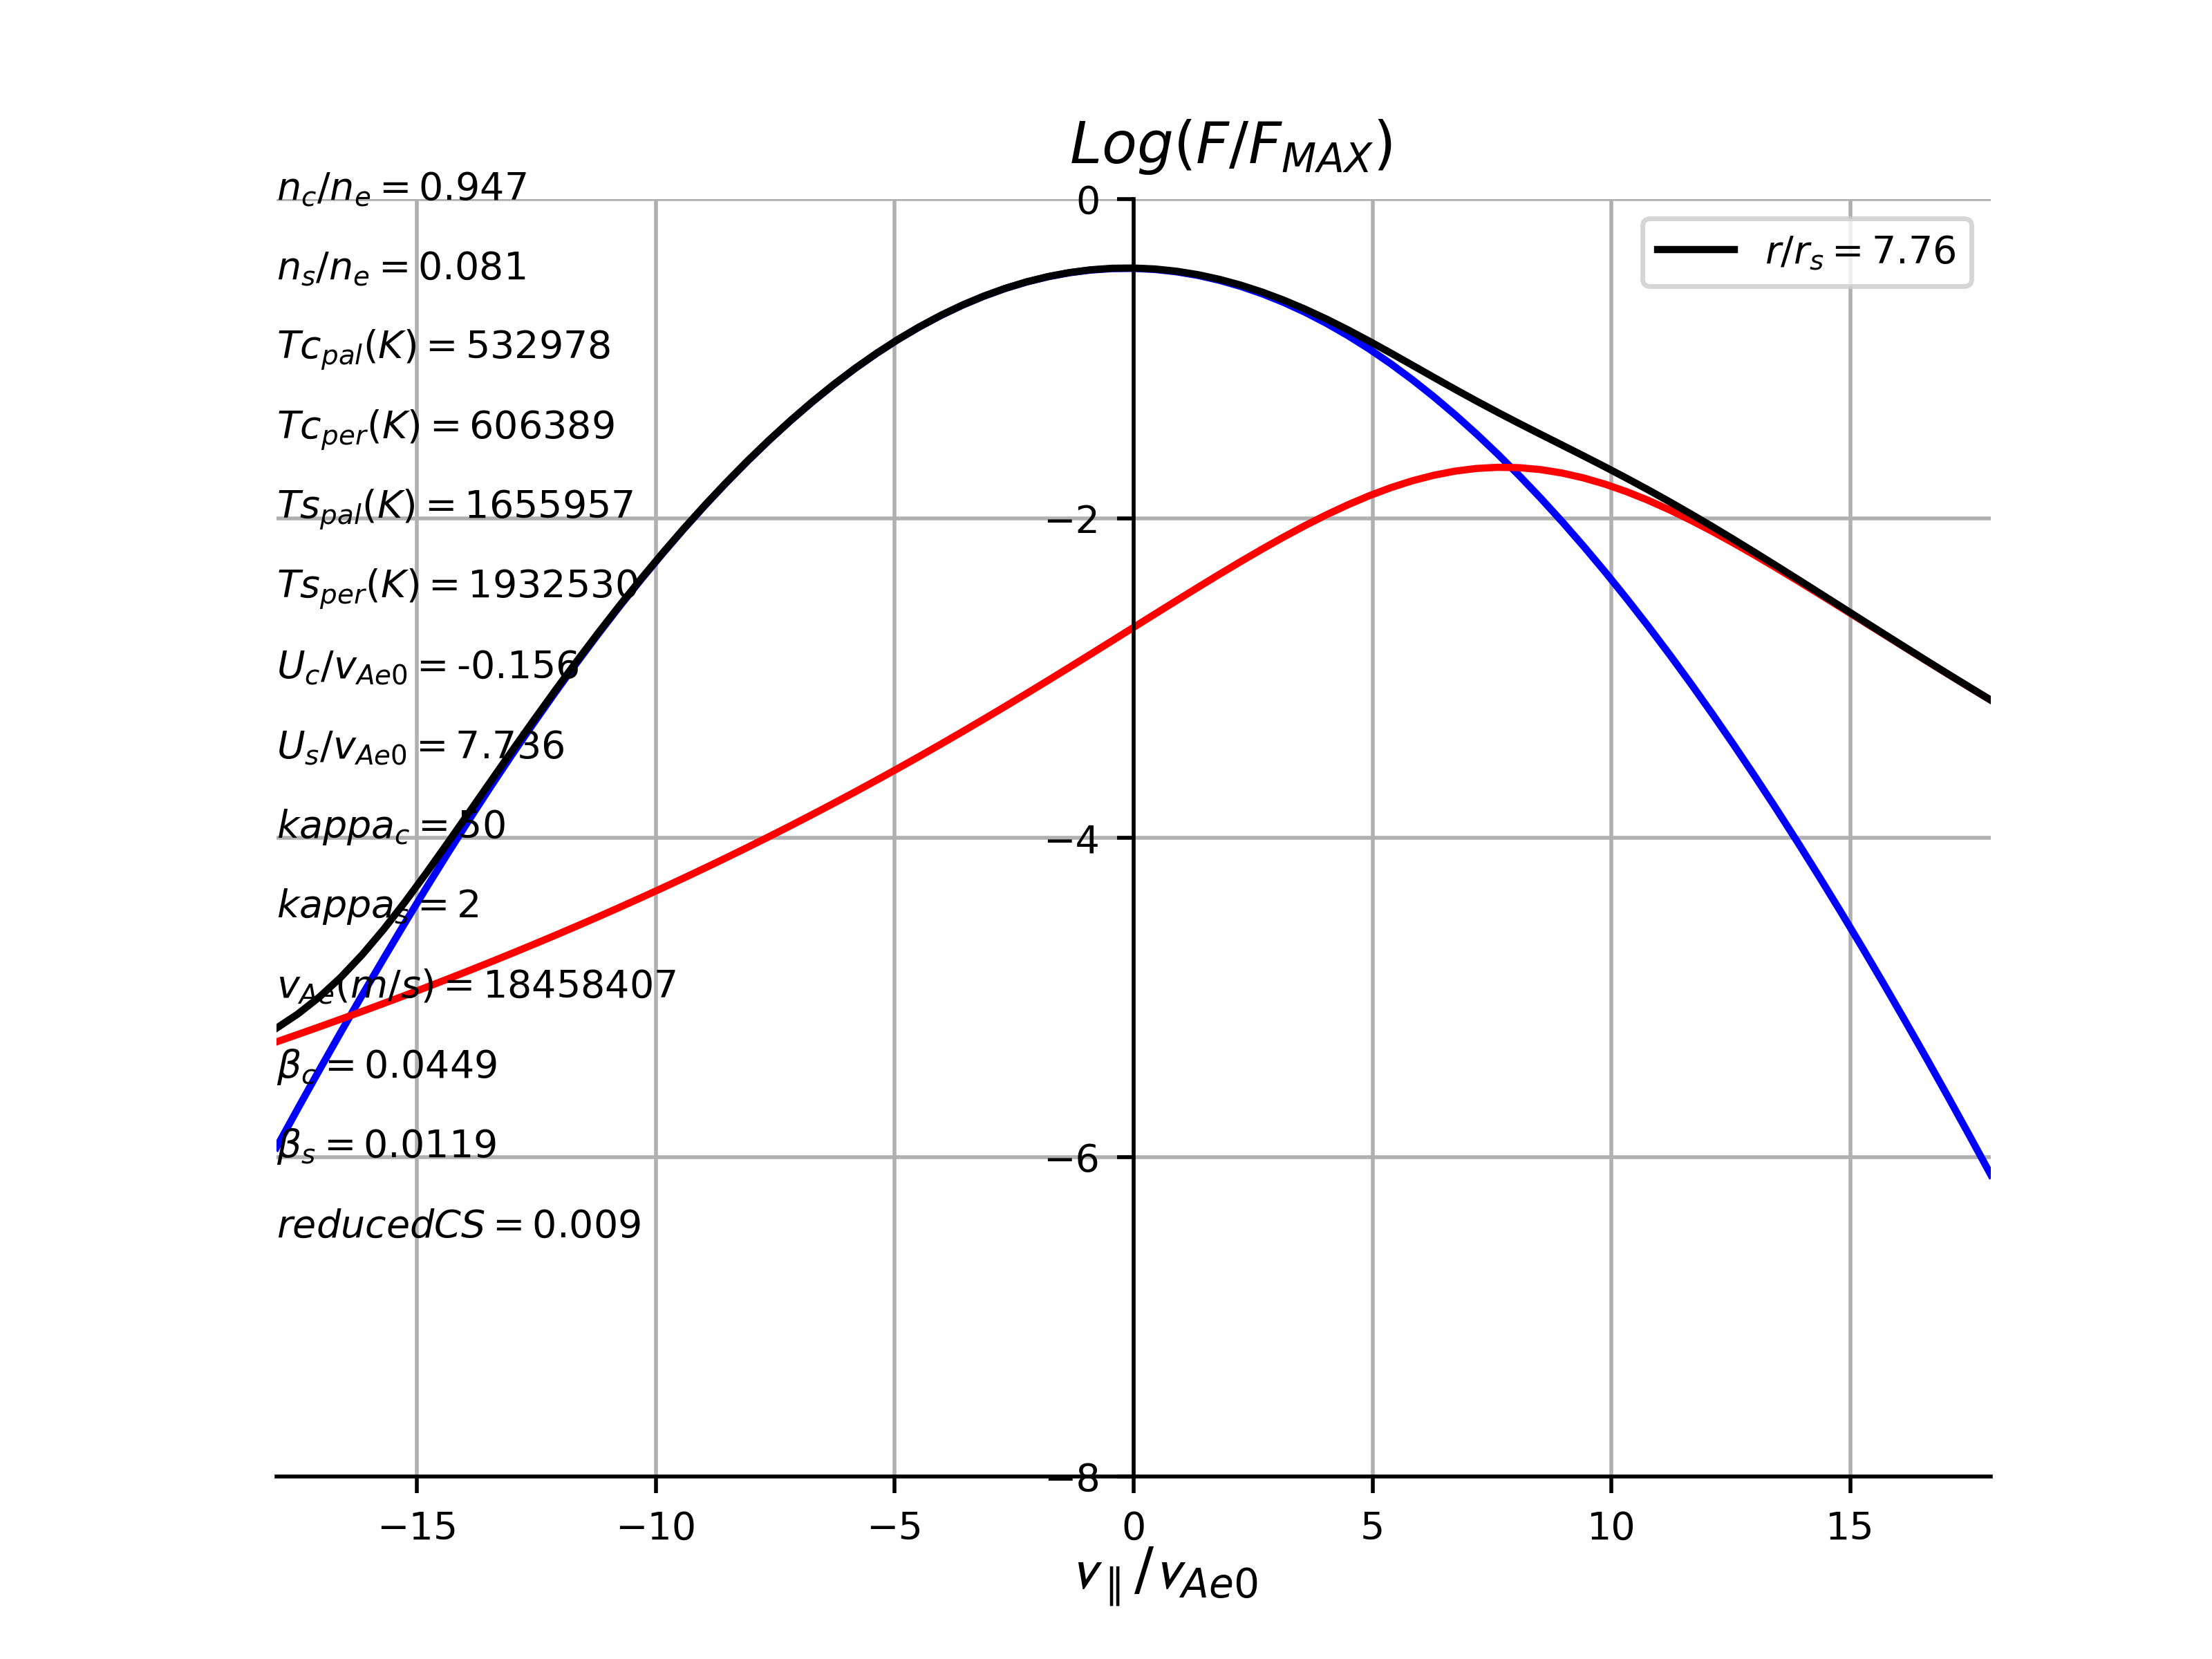 Log(F/F_MAX)
n_c/n_e = 0.947
n_s/n_e = 0.081
Tc_pal(K) = 532978
Tc_per(K) = 606389
Ts_pal(K) = 1655957
Ts_per(K) = 1932530
U_c/v_Ae0 = -0.156
U_s/v_Ae0 = 7.736
kappa_c = 50
kappa_s = 2
v_Ae(m/s) = 18458407
β_c = 0.0449
β_s = 0.0119
reducedCS = 0.009
r/r_s = 7.76
0
−2
−4
−6
−8
−15 −10 −5 0 5 10 15
v_∥/v_Ae0